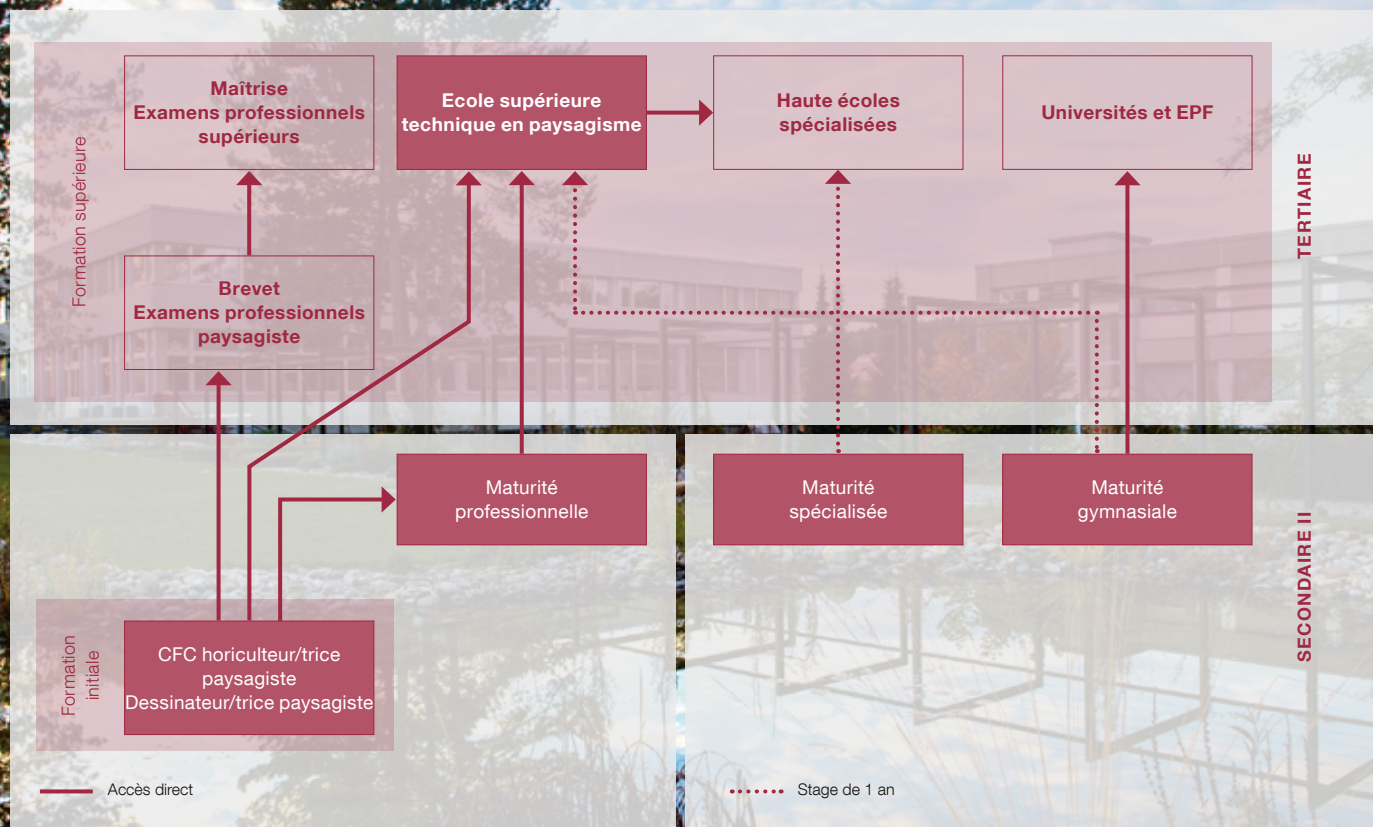 Maîtrise
Examens professionnels
supérieurs
Ecole supérieure
technique en paysagisme
Haute écoles
spécialisées
Universités et EPF
Formation supérieure
TERTIAIRE
Brevet
Examens professionnels
paysagiste
Maturité
professionnelle
Maturité
spécialisée
Maturité
gymnasiale
SECONDAIRE II
Formation
initiale
CFC horiculteur/trice
paysagiste
Dessinateur/trice paysagiste
Accès direct
Stage de 1 an